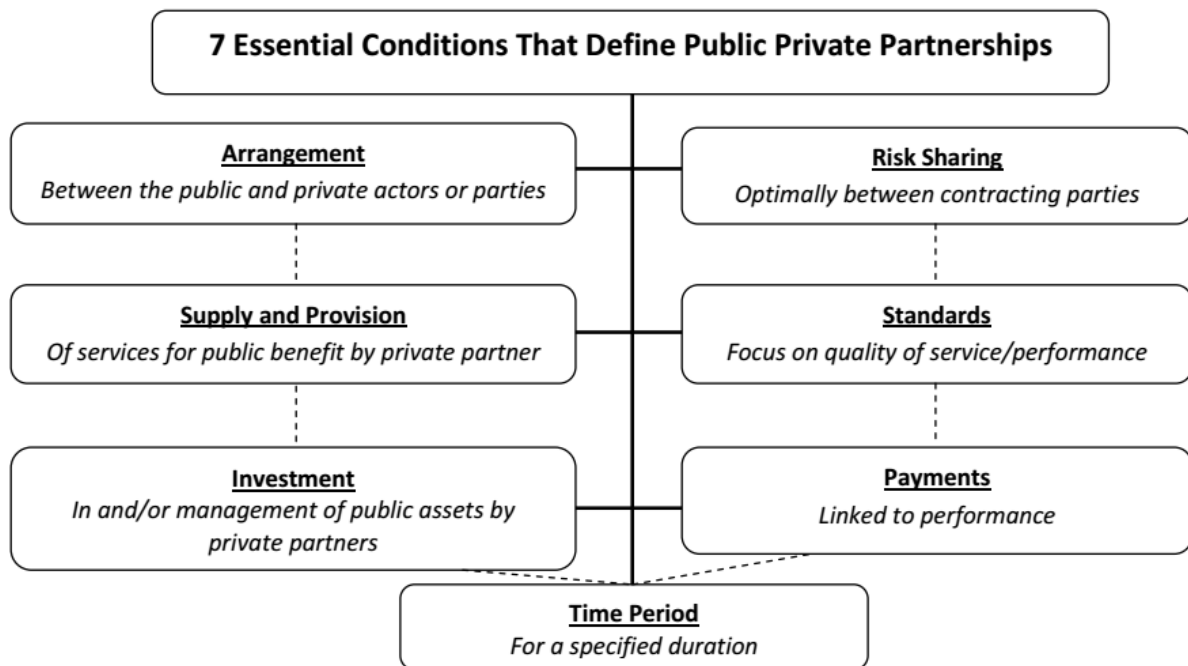 7 Essential Conditions That Define Public Private Partnerships
Arrangement
Between the public and private actors or parties
Risk Sharing
Optimally between contracting parties
Supply and Provision
Of services for public benefit by private partner
Standards
Focus on quality of service/performance
Investment
In and/or management of public assets by
private partners
Payments
Linked to performance
Time Period
For a specified duration